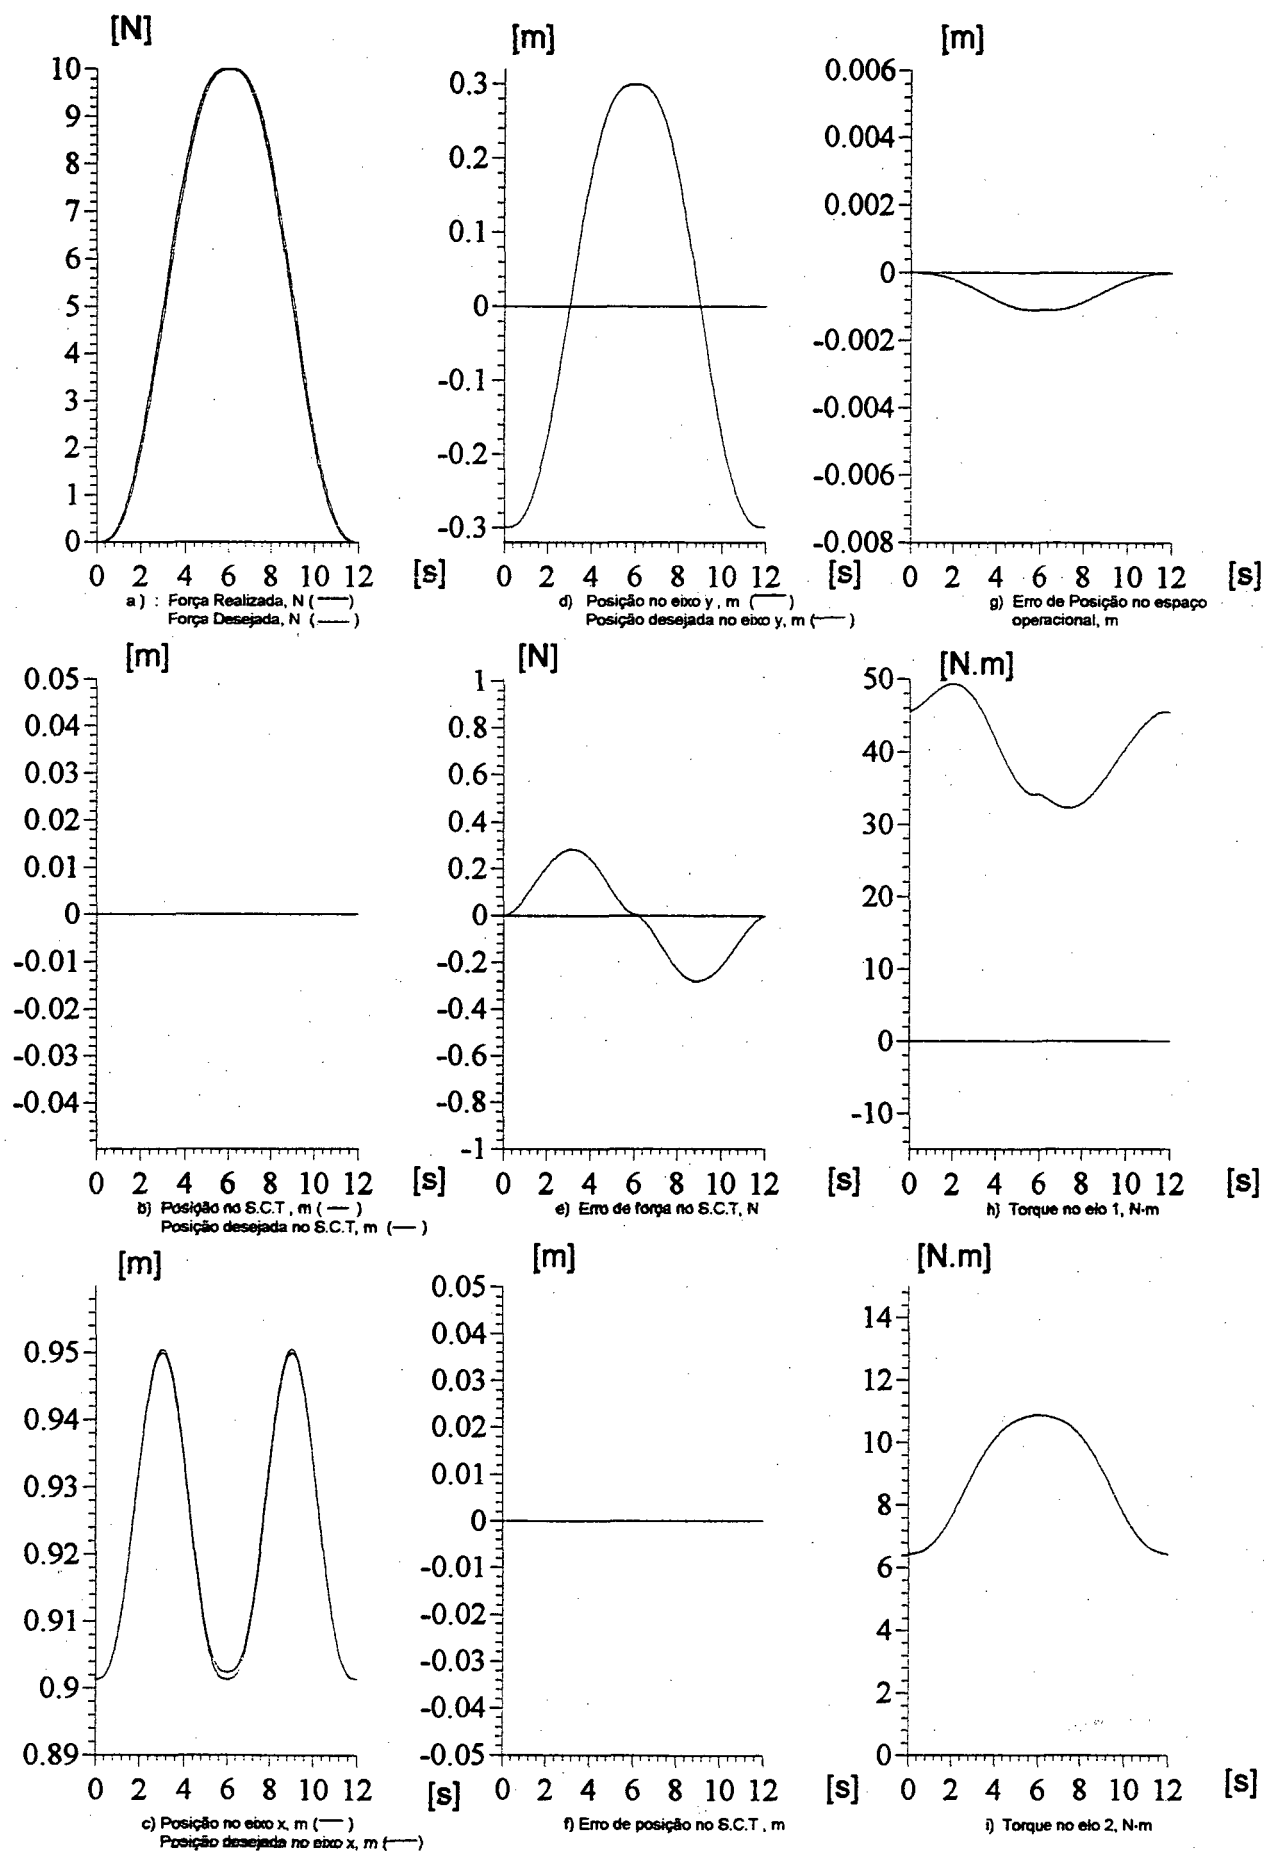 [N]
10
9
8
7
6
5
4
3
2
1
0
0 2 4 6 8 10 12 [s]
a) : Força Realizada, N (——)
Força Desejada, N (——)
[m]
0.3
0.2
0.1
0
-0.1
-0.2
-0.3
0 2 4 6 8 10 12 [s]
d) Posição no eixo y, m (——)
Posição desejada no eixo y, m (——)
[m]
0.006
0.004
0.002
0
-0.002
-0.004
-0.006
-0.008
0 2 4 6 8 10 12 [s]
g) Erro de Posição no espaço
operacional, m
[m]
0.05
0.04
0.03
0.02
0.01
0
-0.01
-0.02
-0.03
-0.04
0 2 4 6 8 10 12 [s]
b) Posição no S.C.T, m (——)
Posição desejada no S.C.T, m (——)
[N]
1
0.8
0.6
0.4
0.2
0
-0.2
-0.4
-0.6
-0.8
-1
0 2 4 6 8 10 12 [s]
e) Erro de força no S.C.T, N
[N.m]
50
40
30
20
10
0
-10
0 2 4 6 8 10 12 [s]
h) Torque no elo 1, N·m
[m]
0.95
0.94
0.93
0.92
0.91
0.9
0.89
0 2 4 6 8 10 12 [s]
c) Posição no eixo x, m (——)
Posição desejada no eixo x, m (——)
[m]
0.05
0.04
0.03
0.02
0.01
0
-0.01
-0.02
-0.03
-0.04
-0.05
0 2 4 6 8 10 12 [s]
f) Erro de posição no S.C.T, m
[N.m]
14
12
10
8
6
4
2
0
0 2 4 6 8 10 12 [s]
i) Torque no elo 2, N·m